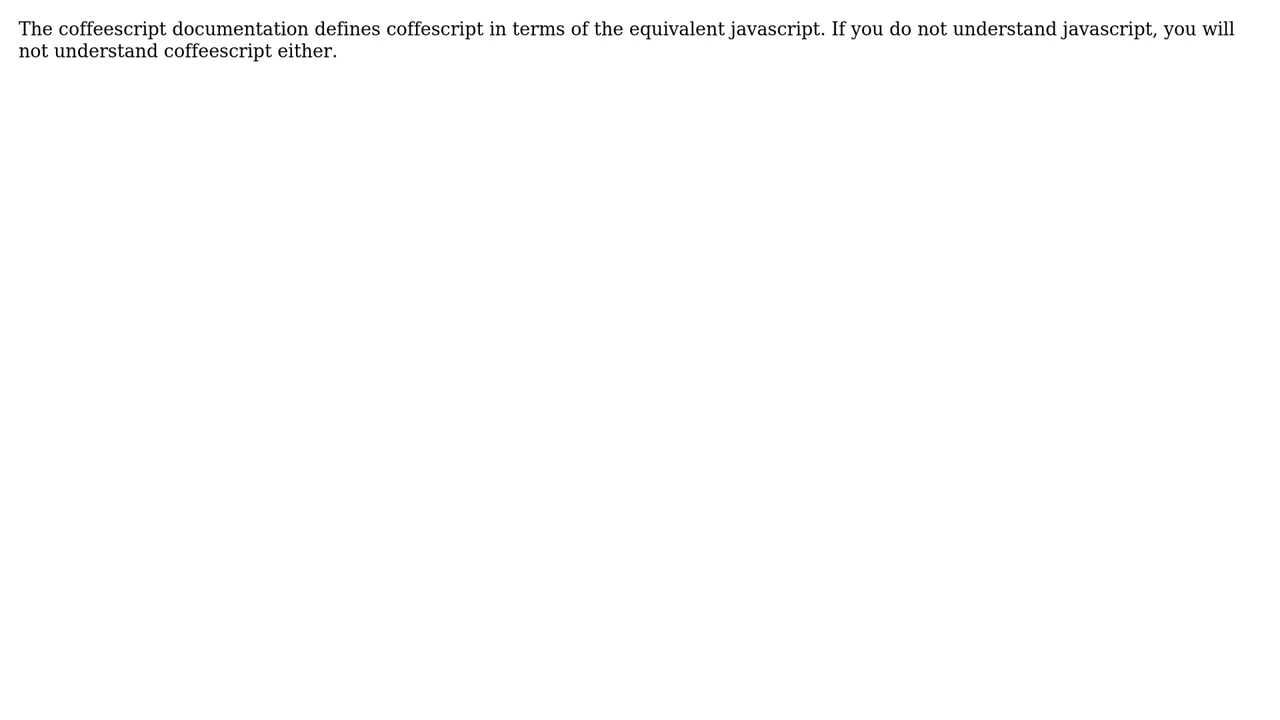 The coffeescript documentation defines coffescript in terms of the equivalent javascript. If you do not understand javascript, you will
not understand coffeescript either.